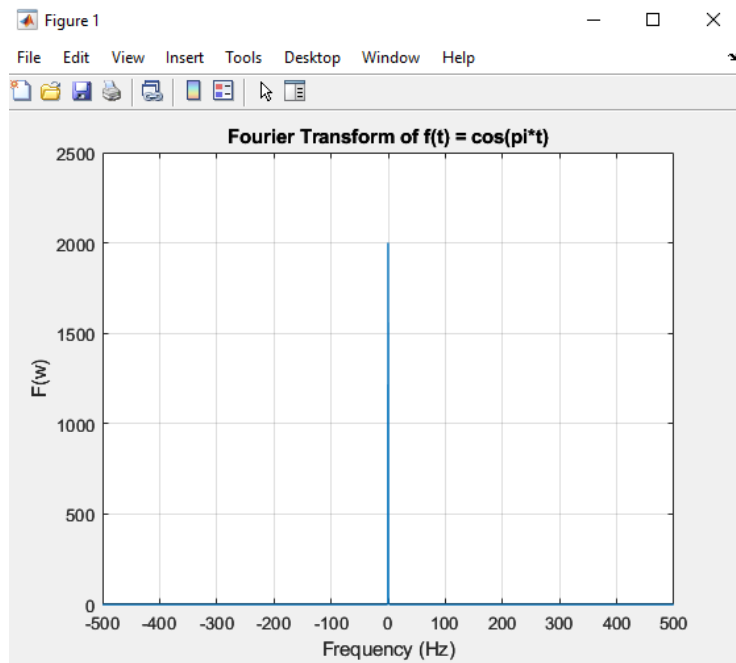 Figure 1
File Edit View Insert Tools Desktop Window Help
Fourier Transform of f(t) = cos(pi*t)
2500
2000
1500
1000
500
0
F(w)
-500 -400 -300 -200 -100 0 100 200 300 400 500
Frequency (Hz)